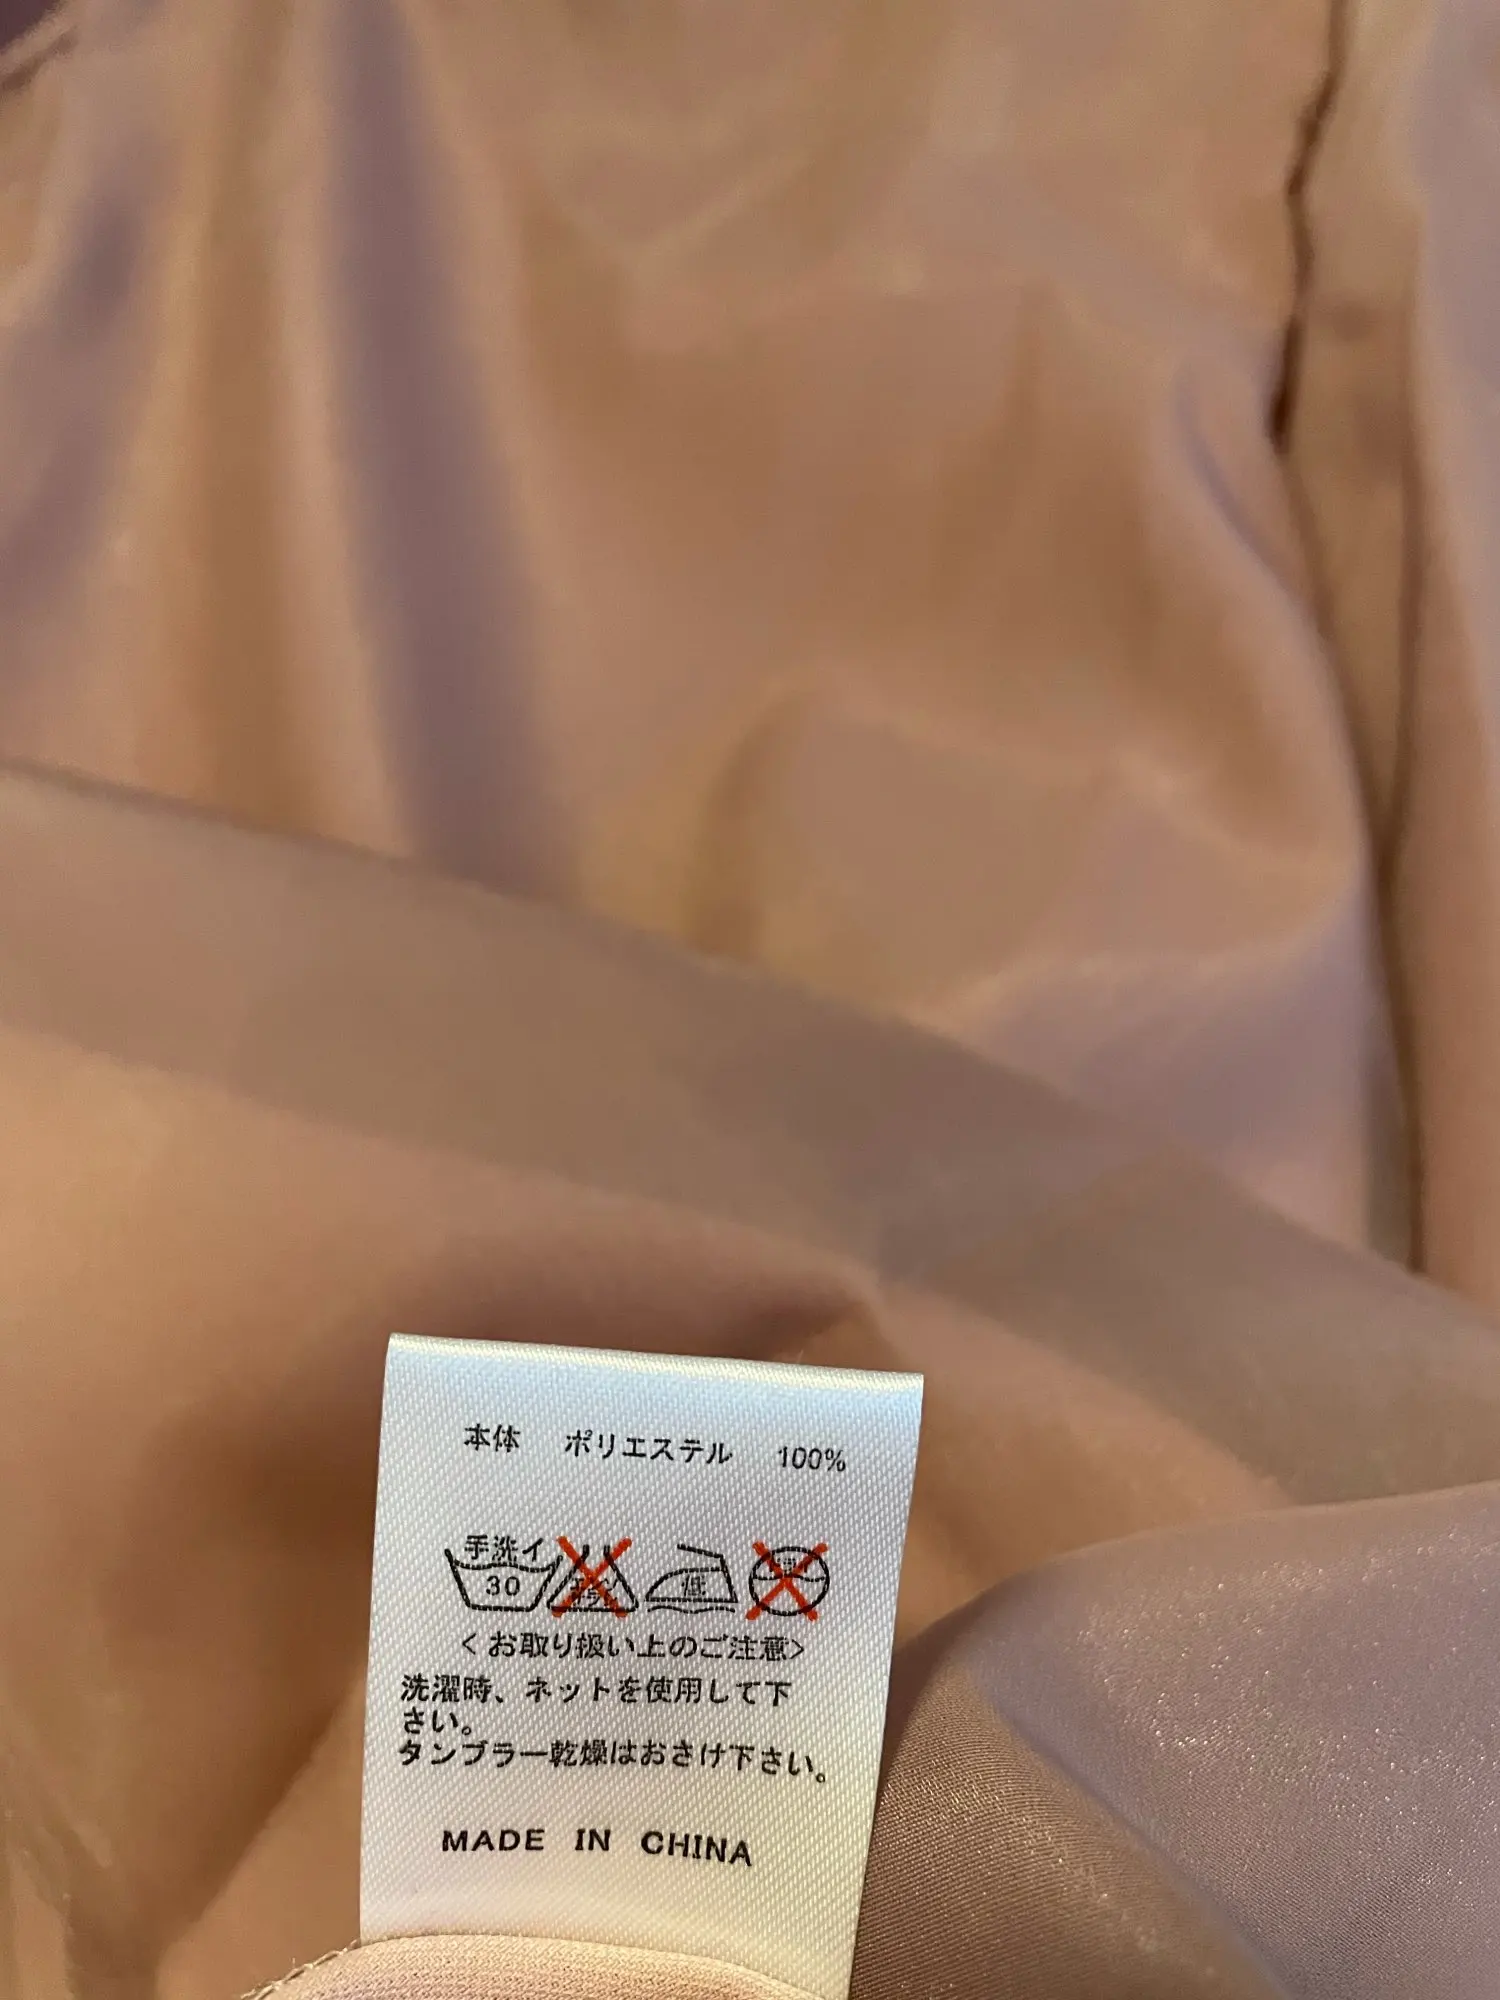 本体 ポリエステル 100%
手洗イ
30
低
<お取り扱い上のご注意>
洗濯時、ネットを使用して下
さい。
タンブラー乾燥はおさけ下さい。
MADE IN CHINA